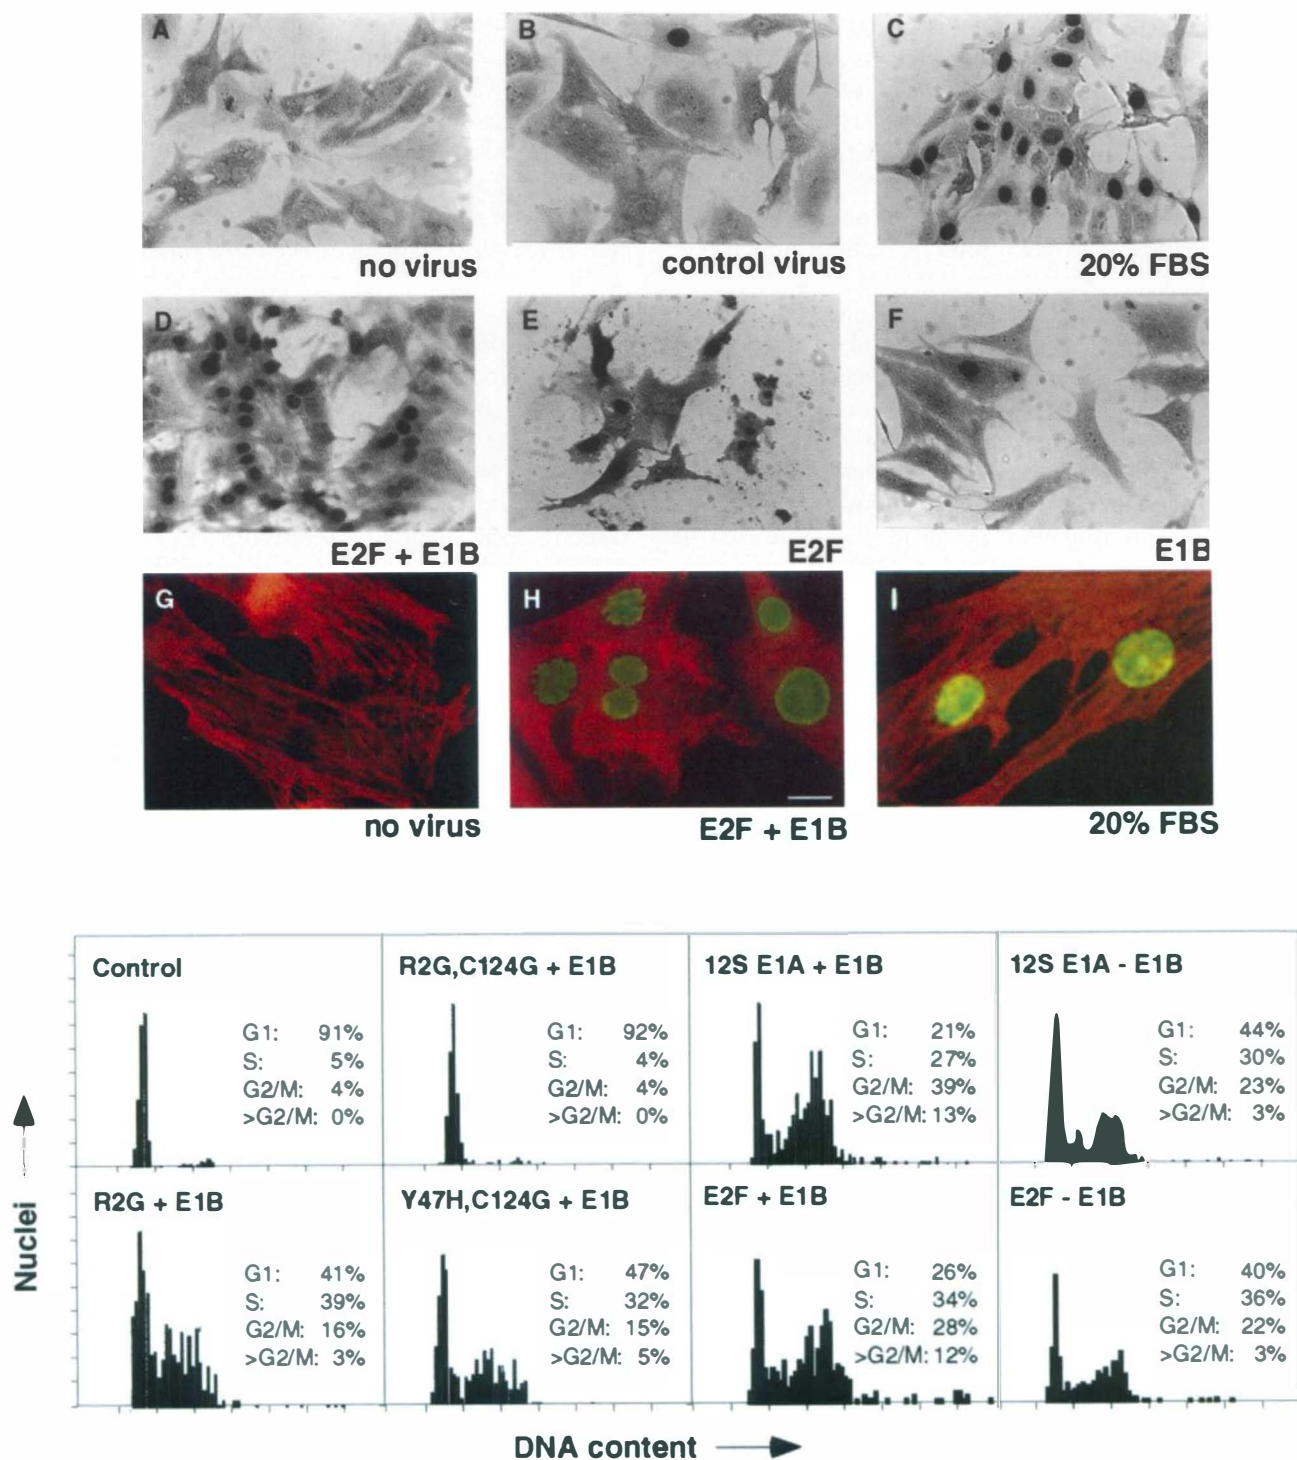 A
B
C
no virus
control virus
20% FBS
D
E
F
E2F + E1B
E2F
E1B
G
H
I
no virus
E2F + E1B
20% FBS
Control
G1: 91%
S: 5%
G2/M: 4%
>G2/M: 0%
R2G,C124G + E1B
G1: 92%
S: 4%
G2/M: 4%
>G2/M: 0%
12S E1A + E1B
G1: 21%
S: 27%
G2/M: 39%
>G2/M: 13%
12S E1A - E1B
G1: 44%
S: 30%
G2/M: 23%
>G2/M: 3%
R2G + E1B
G1: 41%
S: 39%
G2/M: 16%
>G2/M: 3%
Y47H,C124G + E1B
G1: 47%
S: 32%
G2/M: 15%
>G2/M: 5%
E2F + E1B
G1: 26%
S: 34%
G2/M: 28%
>G2/M: 12%
E2F - E1B
G1: 40%
S: 36%
G2/M: 22%
>G2/M: 3%
Nuclei
DNA content